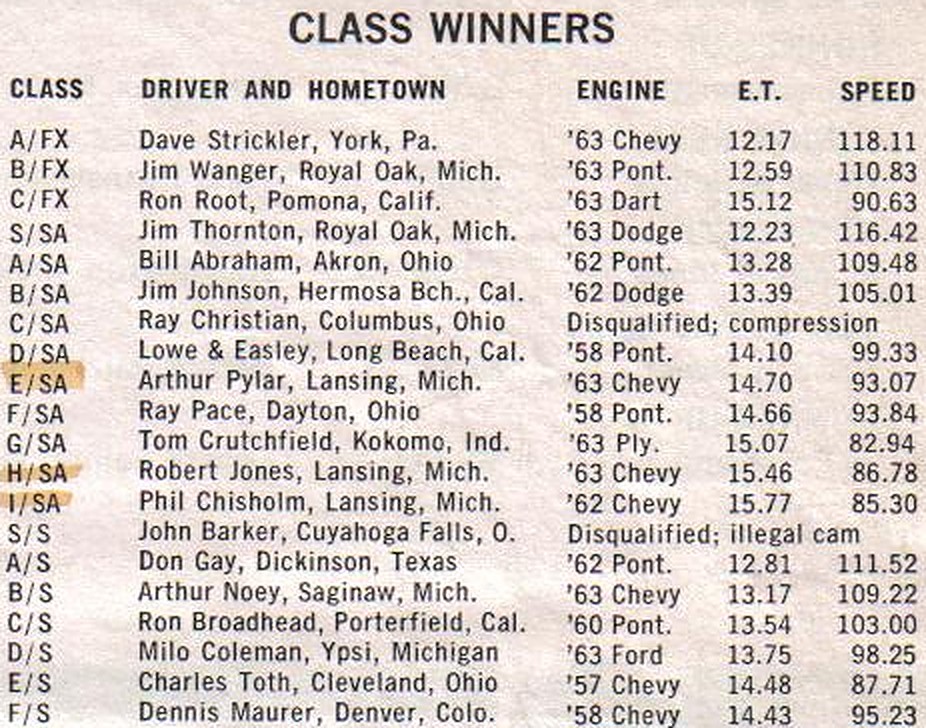 CLASS WINNERS
CLASS DRIVER AND HOMETOWN ENGINE E.T. SPEED
A/FX Dave Strickler, York, Pa. '63 Chevy 12.17 118.11
B/FX Jim Wanger, Royal Oak, Mich. '63 Pont. 12.59 110.83
C/FX Ron Root, Pomona, Calif. '63 Dart 15.12 90.63
S/SA Jim Thornton, Royal Oak, Mich. '63 Dodge 12.23 116.42
A/SA Bill Abraham, Akron, Ohio '62 Pont. 13.28 109.48
B/SA Jim Johnson, Hermosa Bch., Cal. '62 Dodge 13.39 105.01
C/SA Ray Christian, Columbus, Ohio Disqualified; compression
D/SA Lowe & Easley, Long Beach, Cal. '58 Pont. 14.10 99.33
E/SA Arthur Pylar, Lansing, Mich. '63 Chevy 14.70 93.07
F/SA Ray Pace, Dayton, Ohio '58 Pont. 14.66 93.84
G/SA Tom Crutchfield, Kokomo, Ind. '63 Ply. 15.07 82.94
H/SA Robert Jones, Lansing, Mich. '63 Chevy 15.46 86.78
I/SA Phil Chisholm, Lansing, Mich. '62 Chevy 15.77 85.30
S/S John Barker, Cuyahoga Falls, O. Disqualified; illegal cam
A/S Don Gay, Dickinson, Texas '62 Pont. 12.81 111.52
B/S Arthur Noey, Saginaw, Mich. '63 Chevy 13.17 109.22
C/S Ron Broadhead, Porterfield, Cal. '60 Pont. 13.54 103.00
D/S Milo Coleman, Ypsi, Michigan '63 Ford 13.75 98.25
E/S Charles Toth, Cleveland, Ohio '57 Chevy 14.48 87.71
F/S Dennis Maurer, Denver, Colo. '58 Chevy 14.43 95.23